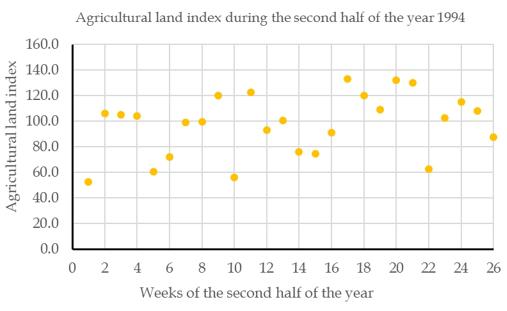 Agricultural land index during the second half of the year 1994
Agricultural land index
160.0
140.0
120.0
100.0
80.0
60.0
40.0
20.0
0.0
0 2 4 6 8 10 12 14 16 18 20 22 24 26
Weeks of the second half of the year